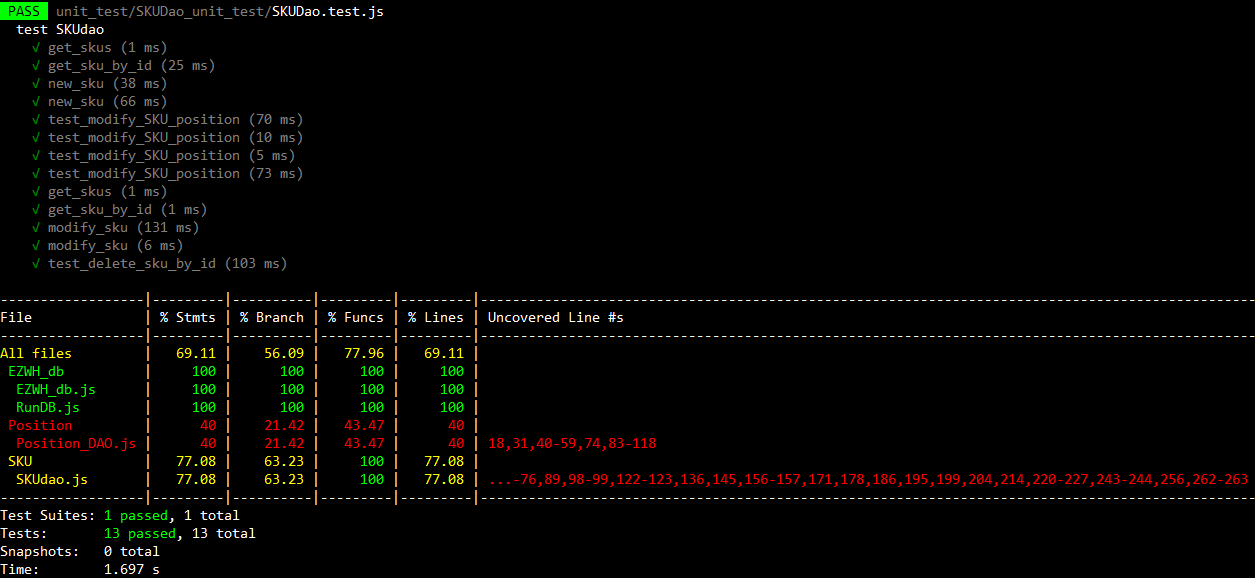 PASS unit_test/SKUDao_unit_test/SKUDao.test.js
test SKUdao
√ get_skus (1 ms)
√ get_sku_by_id (25 ms)
√ new_sku (38 ms)
√ new_sku (66 ms)
√ test_modify_SKU_position (70 ms)
√ test_modify_SKU_position (10 ms)
√ test_modify_SKU_position (5 ms)
√ test_modify_SKU_position (73 ms)
√ get_skus (1 ms)
√ get_sku_by_id (1 ms)
√ modify_sku (131 ms)
√ modify_sku (6 ms)
√ test_delete_sku_by_id (103 ms)
------------------|---------|----------|---------|---------|-------------------------------------------------------------------------------------------------
File | % Stmts | % Branch | % Funcs | % Lines | Uncovered Line #s
------------------|---------|----------|---------|---------|-------------------------------------------------------------------------------------------------
All files | 69.11 | 56.09 | 77.96 | 69.11 |
EZWH_db | 100 | 100 | 100 | 100 |
EZWH_db.js | 100 | 100 | 100 | 100 |
RunDB.js | 100 | 100 | 100 | 100 |
Position | 40 | 21.42 | 43.47 | 40 |
Position_DAO.js | 40 | 21.42 | 43.47 | 40 | 18,31,40-59,74,83-118
SKU | 77.08 | 63.23 | 100 | 77.08 |
SKUdao.js | 77.08 | 63.23 | 100 | 77.08 | ...-76,89,98-99,122-123,136,145,156-157,171,178,186,195,199,204,214,220-227,243-244,256,262-263
------------------|---------|----------|---------|---------|-------------------------------------------------------------------------------------------------
Test Suites: 1 passed, 1 total
Tests: 13 passed, 13 total
Snapshots: 0 total
Time: 1.697 s